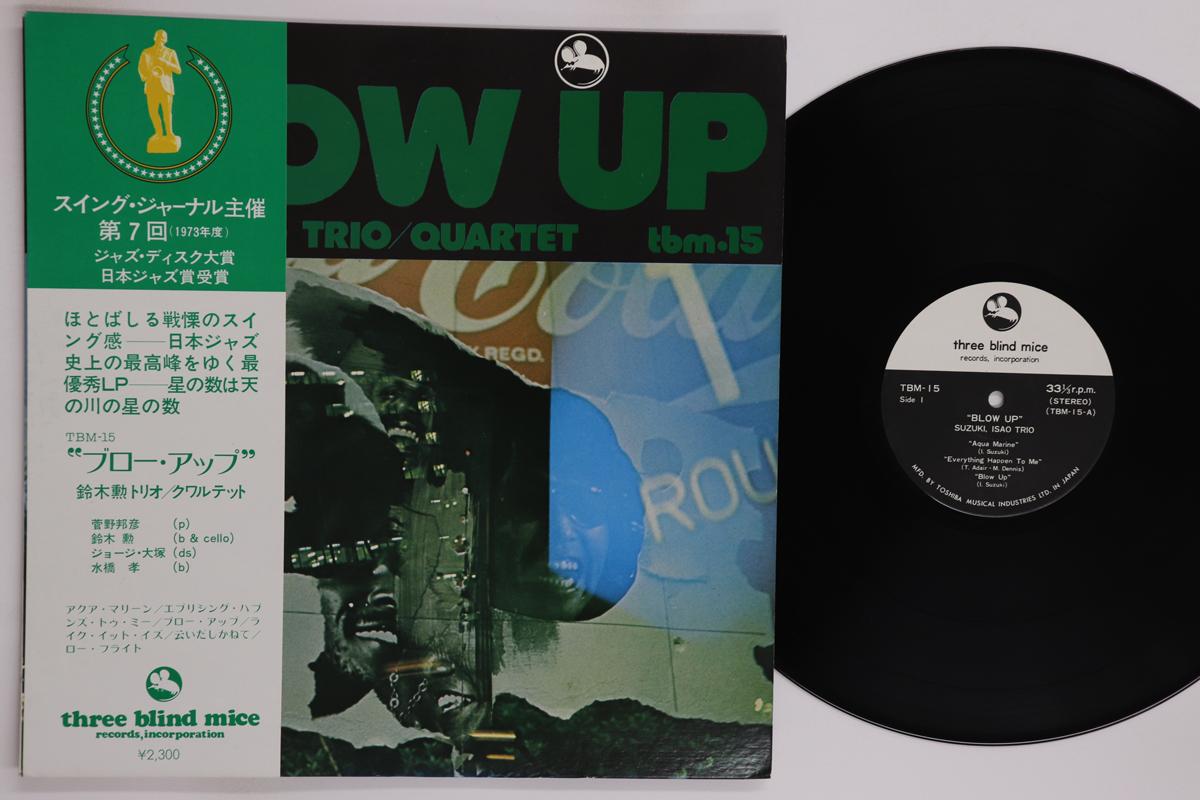 スイング・ジャーナル主催
第7回(1973年度)
ジャズ・ディスク大賞
日本ジャズ賞受賞
ほとばしる戦慄のスイ
ング感——日本ジャズ
史上の最高峰をゆく最
優秀LP——星の数は天
の川の星の数
TBM-15
“ブロー・アップ”
鈴木勲トリオ/クワルテット
菅野邦彦 (p)
鈴木 勲 (b & cello)
ジョージ・大塚 (ds)
水橋 孝 (b)
アクア・マリーン/エブリシング・ハプ
ンズ・トゥ・ミー/ブロー・アップ/ラ
イク・イット・イズ/云いだしかねて/
ロー・フライト
three blind mice
records, incorporation
¥2,300
OW UP
TRIO/QUARTET tbm•15
REGD.
ROU
three blind mice
records, incorporation
TBM-15
Side 1
33⅓r.p.m.
(STEREO)
(TBM-15-A)
"BLOW UP"
SUZUKI, ISAO TRIO
"Aqua Marine"
(I. Suzuki)
"Everything Happen To Me"
(T. Adair - M. Dennis)
"Blow Up"
(I. Suzuki)
MFD. BY TOSHIBA MUSICAL INDUSTRIES LTD. IN JAPAN